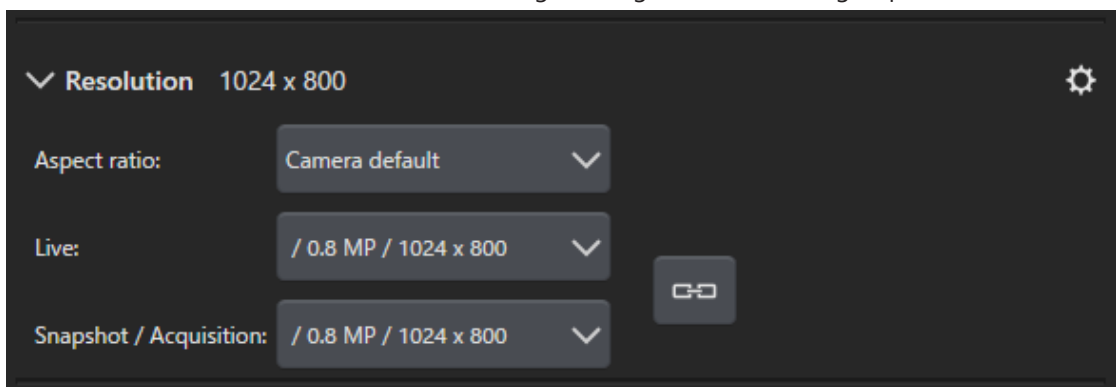 Resolution 1024 x 800
Aspect ratio: Camera default
Live: / 0.8 MP / 1024 x 800
Snapshot / Acquisition: / 0.8 MP / 1024 x 800